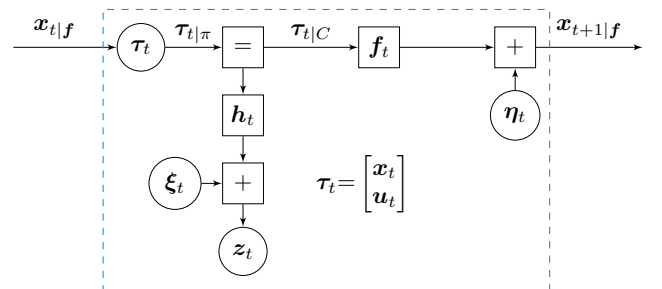 x_{t|f} τ_{t|π} τ_{t|C} x_{t+1|f}
τ_t = f_t +
h_t η_t
ξ_t + τ_t = [x_t
u_t]
z_t